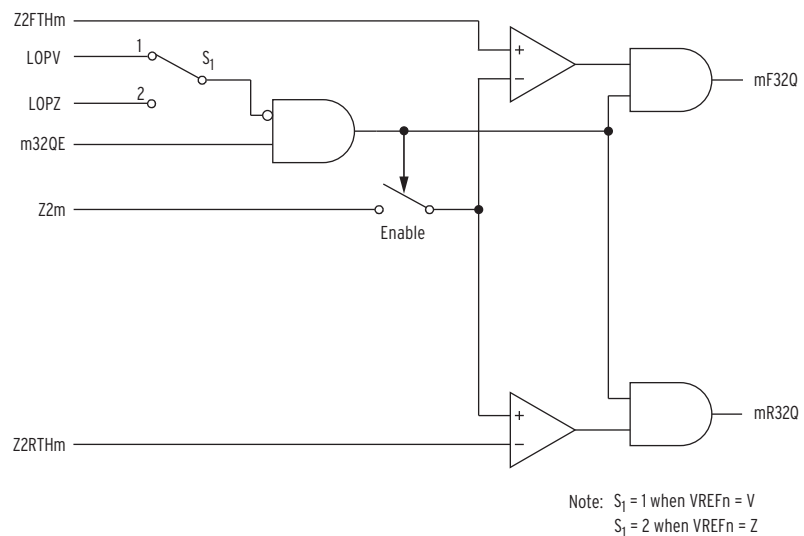 Z2FTHm
LOPV
1
S1
LOPZ
2
m32QE
Z2m
Enable
+
−
mF32Q
+
−
mR32Q
Z2RTHm
Note: S1 = 1 when VREFn = V
S1 = 2 when VREFn = Z